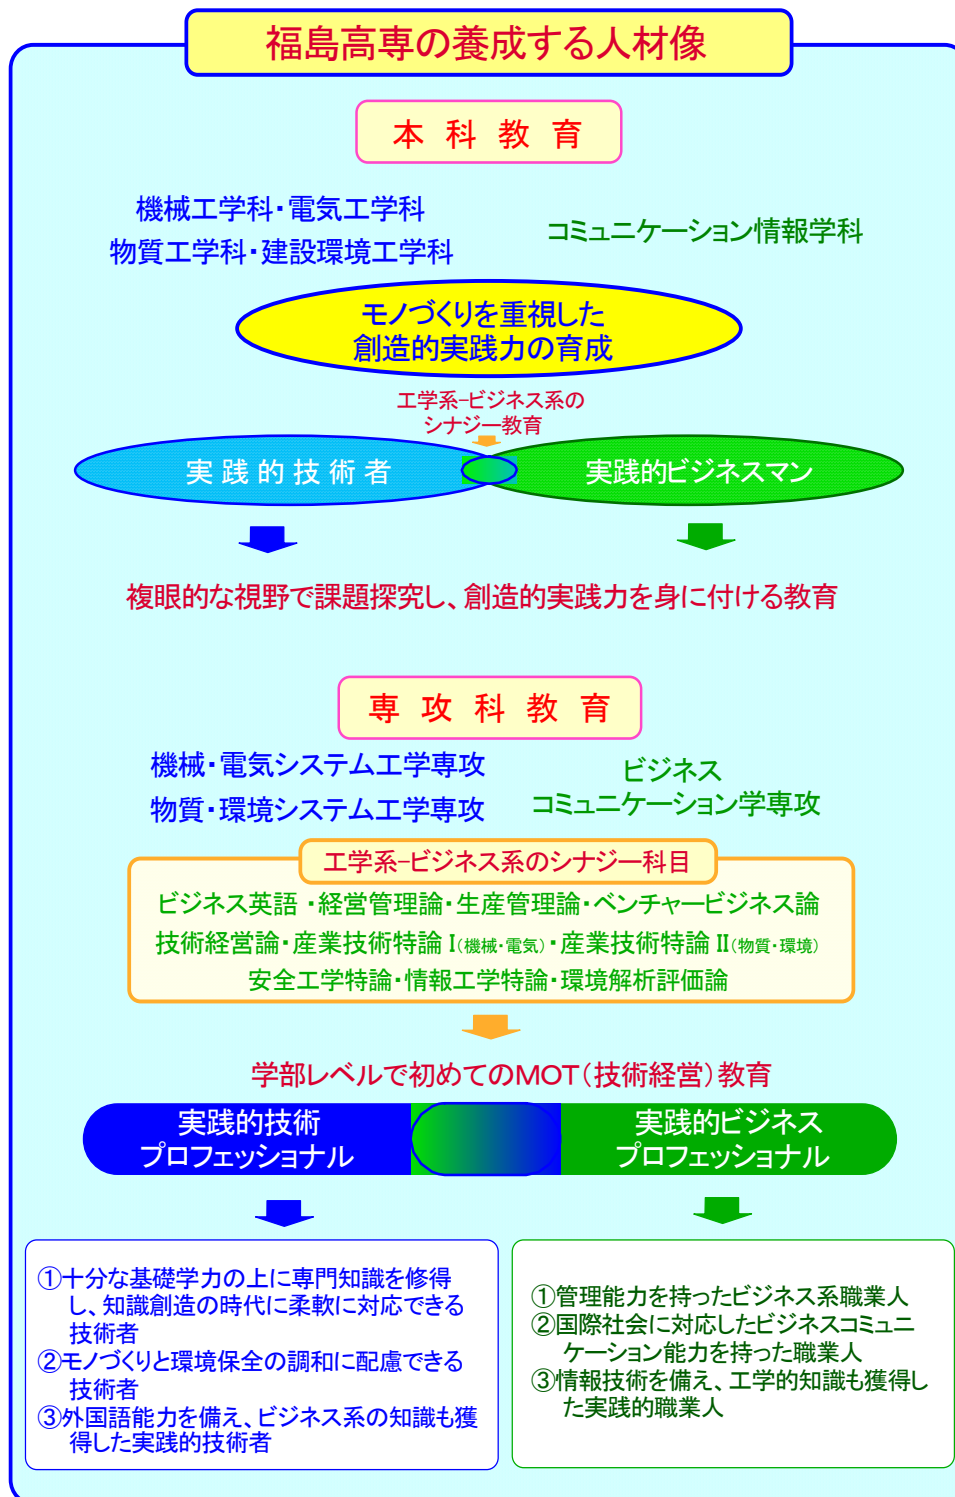 福島高専の養成する人材像
本科教育
機械工学科・電気工学科
物質工学科・建設環境工学科
コミュニケーション情報学科
モノづくりを重視した
創造的実践力の育成
工学系−ビジネス系の
シナジー教育
実践的技術者
実践的ビジネスマン
複眼的な視野で課題探究し、創造的実践力を身に付ける教育
専攻科教育
機械・電気システム工学専攻
物質・環境システム工学専攻
ビジネス
コミュニケーション学専攻
工学系−ビジネス系のシナジー科目
ビジネス英語・経営管理論・生産管理論・ベンチャービジネス論
技術経営論・産業技術特論 I（機械・電気）・産業技術特論 II（物質・環境）
安全工学特論・情報工学特論・環境解析評価論
学部レベルで初めてのMOT（技術経営）教育
実践的技術
プロフェッショナル
実践的ビジネス
プロフェッショナル
①十分な基礎学力の上に専門知識を修得
し、知識創造の時代に柔軟に対応できる
技術者
②モノづくりと環境保全の調和に配慮できる
技術者
③外国語能力を備え、ビジネス系の知識も獲
得した実践的技術者
①管理能力を持ったビジネス系職業人
②国際社会に対応したビジネスコミュニ
ケーション能力を持った職業人
③情報技術を備え、工学的知識も獲得し
た実践的職業人